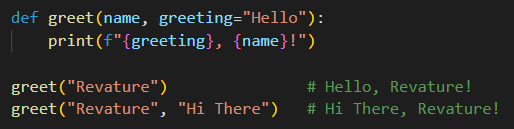 def greet(name, greeting="Hello"):
    print(f"{greeting}, {name}!")

greet("Revature")                # Hello, Revature!
greet("Revature", "Hi There")   # Hi There, Revature!